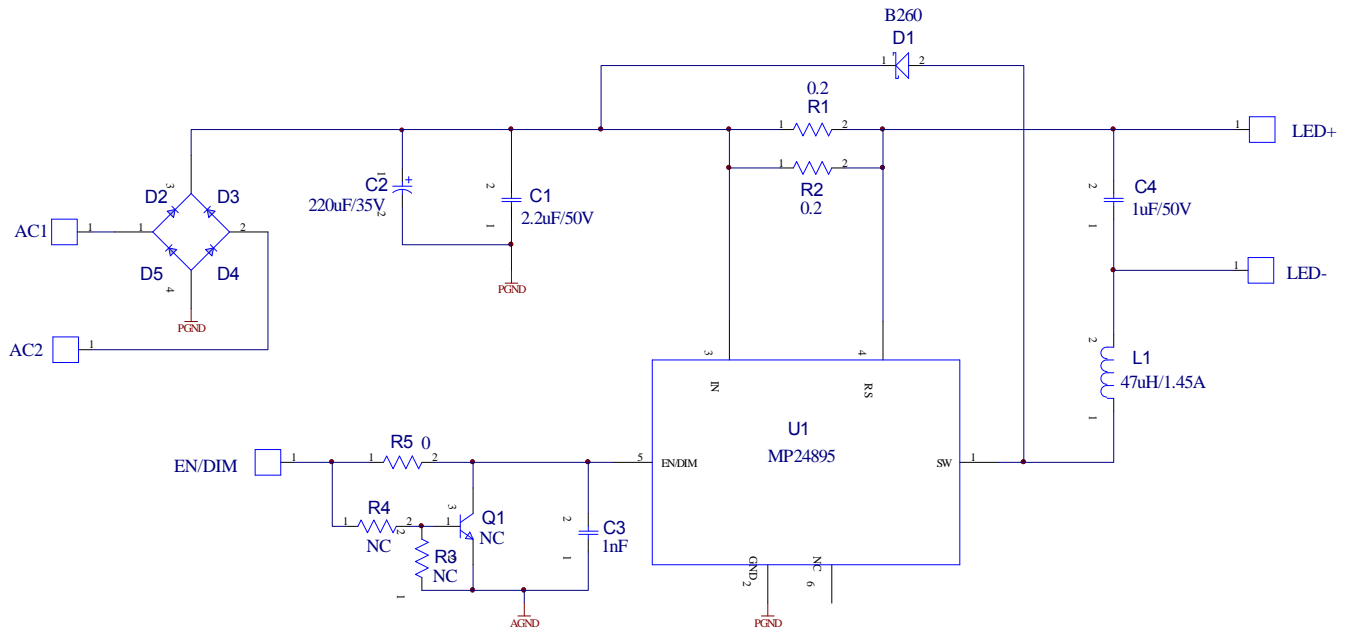 B260
D1
1 2
0.2
R1
1 2
1 LED+
1 2
R2
0.2
D2 D3
3
1 +
C2
220uF/35V
2
2
C1
2.2uF/50V
1
2
C4
1uF/50V
1
AC1 1 1 2
D5 D4
4
PGND
PGND
1 LED-
AC2 1
2
L1
47uH/1.45A
1
3 4
IN RS
U1
MP24895
EN/DIM 1
R5 0
1 2
5 EN/DIM
SW 1
R4
1 2
NC
3
1
Q1
NC
2
2
R3
NC
1
2
C3
1nF
1
AGND
GND NC
2 6
PGND